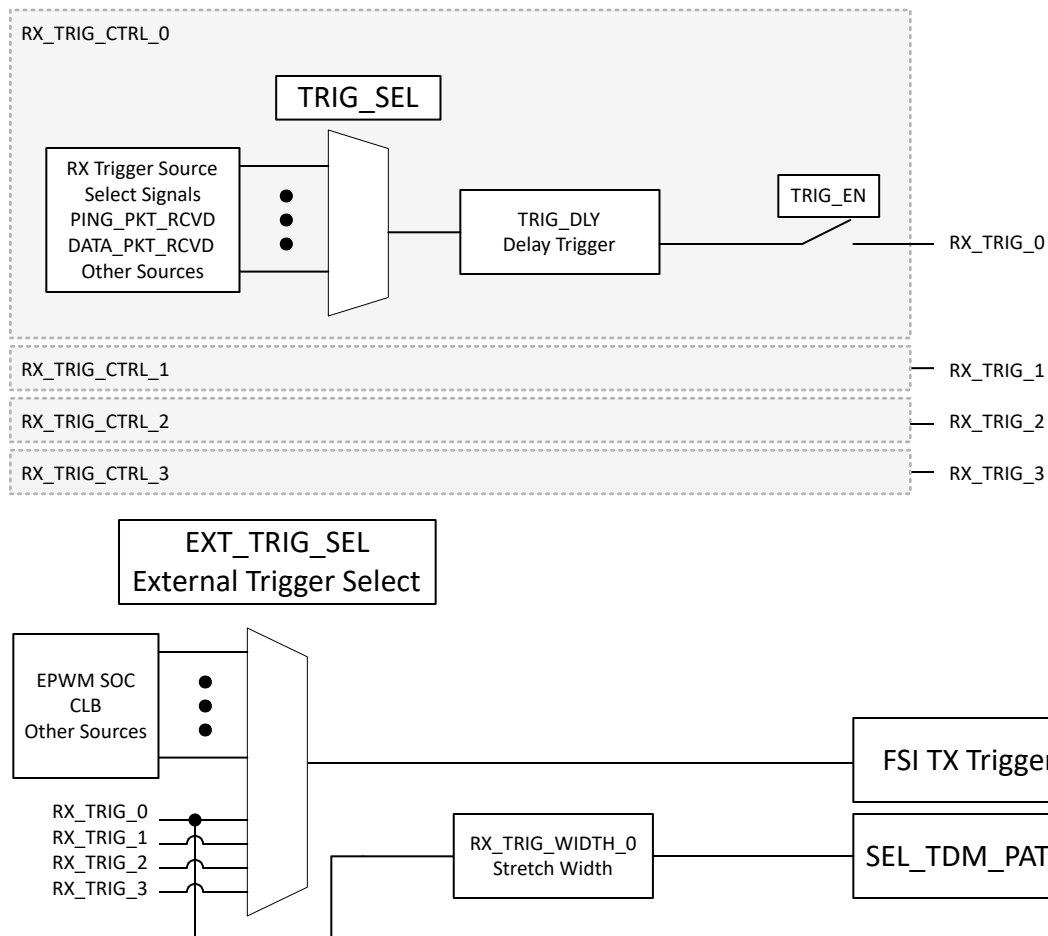 RX_TRIG_CTRL_0
TRIG_SEL
RX Trigger Source
Select Signals
PING_PKT_RCVD
DATA_PKT_RCVD
Other Sources
TRIG_DLY
Delay Trigger
TRIG_EN
RX_TRIG_0
RX_TRIG_CTRL_1
RX_TRIG_1
RX_TRIG_CTRL_2
RX_TRIG_2
RX_TRIG_CTRL_3
RX_TRIG_3
EXT_TRIG_SEL
External Trigger Select
EPWM SOC
CLB
Other Sources
FSI TX Trigger
RX_TRIG_0
RX_TRIG_1
RX_TRIG_2
RX_TRIG_3
RX_TRIG_WIDTH_0
Stretch Width
SEL_TDM_PAT